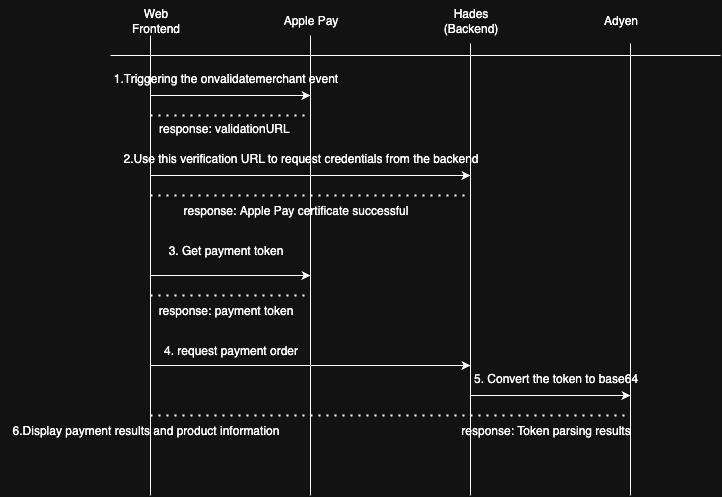 Web
Frontend
Apple Pay
Hades
(Backend)
Adyen
1.Triggering the onvalidatemerchant event
response: validationURL
2.Use this verification URL to request credentials from the backend
response: Apple Pay certificate successful
3. Get payment token
response: payment token
4. request payment order
5. Convert the token to base64
6.Display payment results and product information
response: Token parsing results